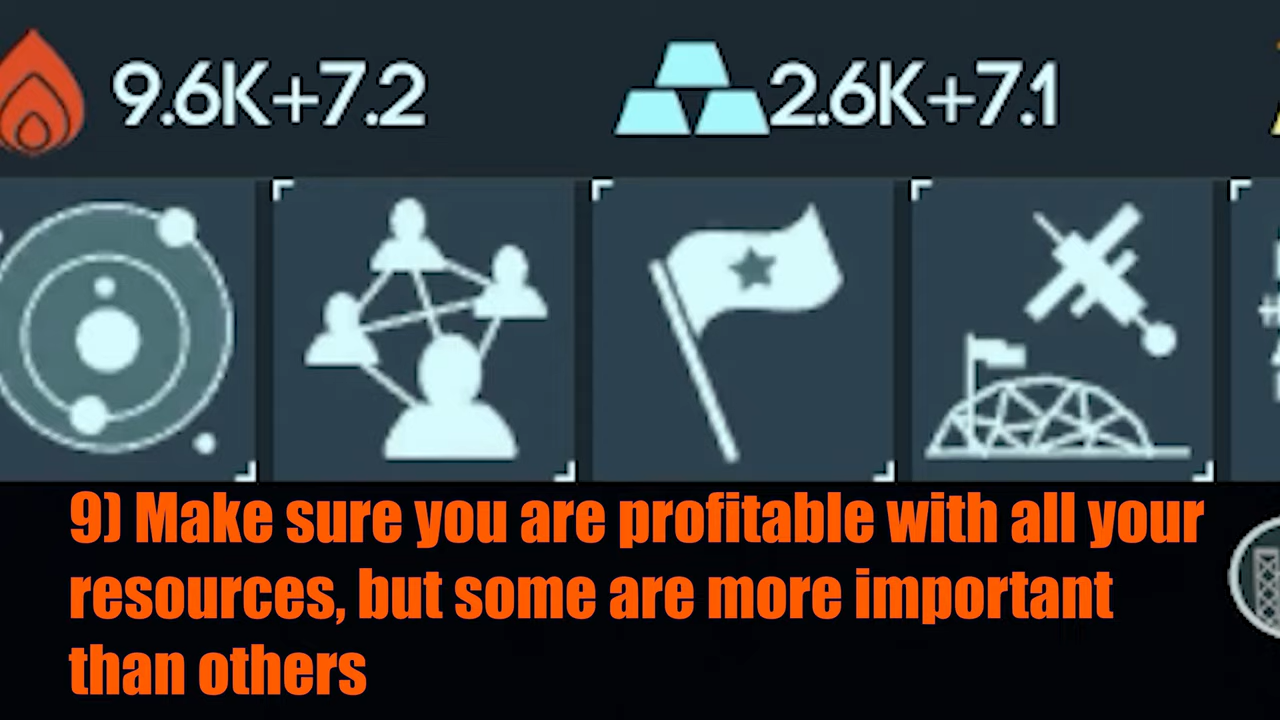 9.6K+7.2 2.6K+7.1
9) Make sure you are profitable with all your
resources, but some are more important
than others